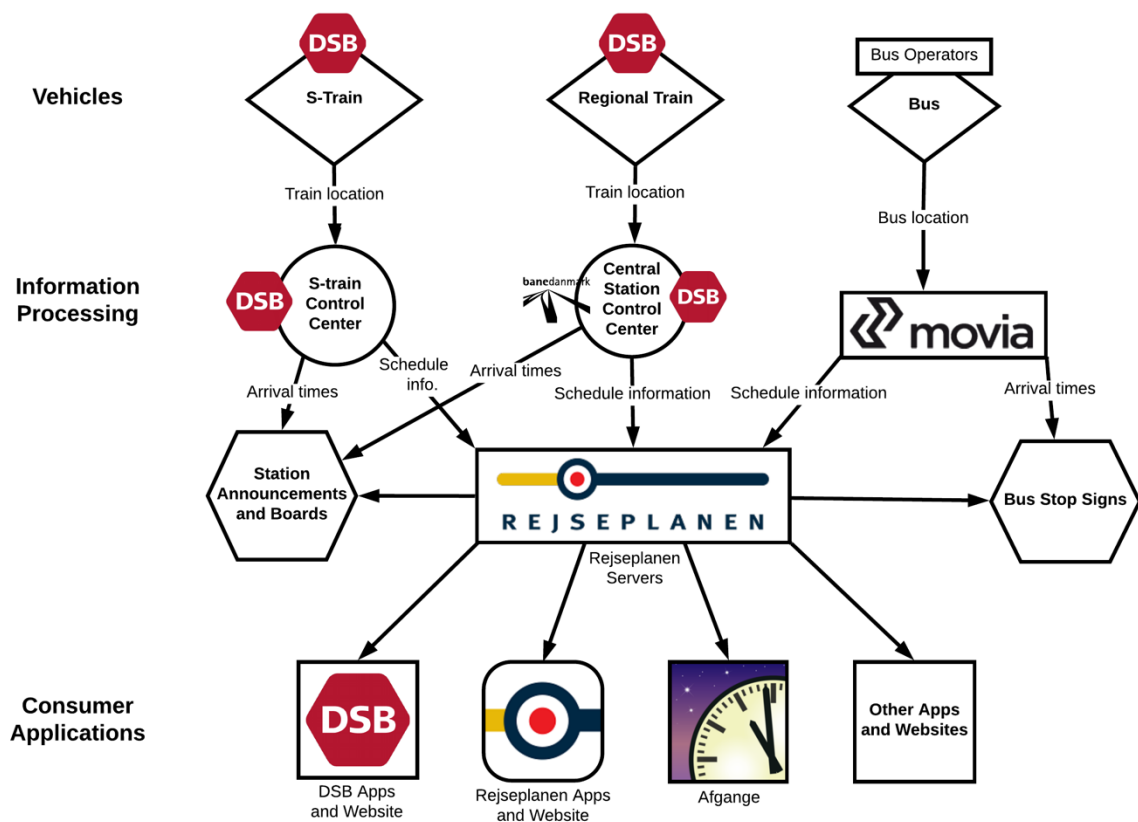 DSB
DSB
Bus Operators
Vehicles
S-Train
Regional Train
Bus
Train location
Train location
Bus location
Information
Processing
DSB
S-train
Control
Center
banedanmark
Central
Station
Control
Center
DSB
movia
Schedule
info.
Arrival times
Arrival times
Schedule information
Schedule information
Arrival times
Station
Announcements
and Boards
REJSEPLANEN
Bus Stop Signs
Rejseplanen
Servers
Consumer
Applications
DSB
Other Apps
and Websites
DSB Apps
and Website
Rejseplanen Apps
and Website
Afgange